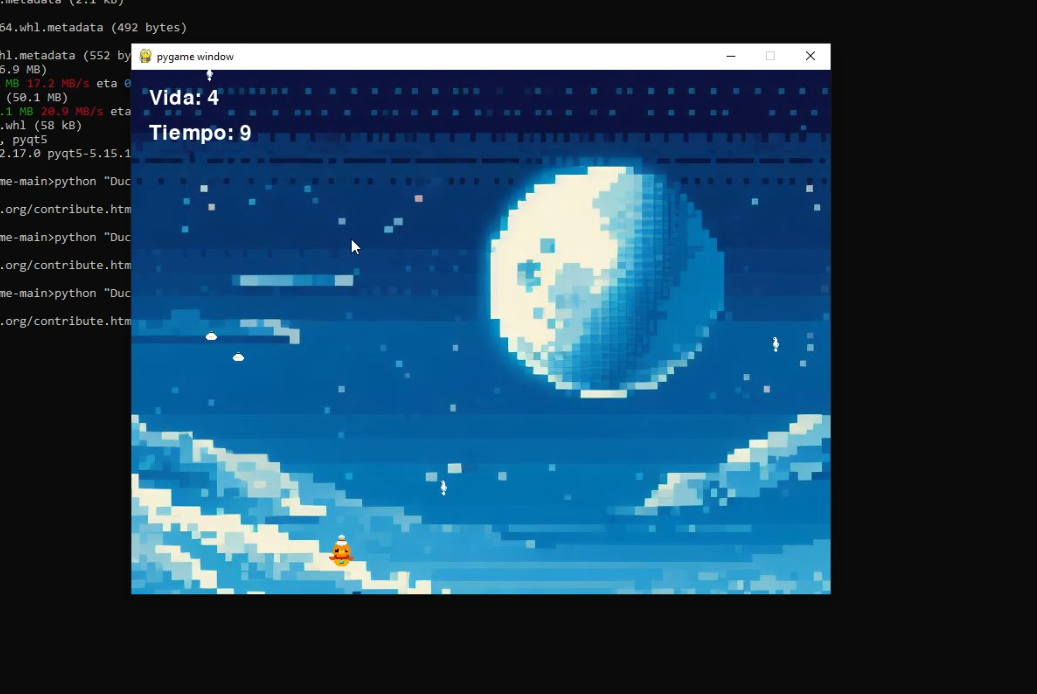 .metadata (2.1 kB)
64.whl.metadata (492 bytes)
hl.metadata (552 by
6.9 MB)
MB 17.2 MB/s eta 0
(50.1 MB)
.1 MB 20.9 MB/s eta
.whl (58 kB)
, pyqt5
2.17.0 pyqt5-5.15.1
me-main>python "Duc
.org/contribute.htm
me-main>python "Duc
.org/contribute.htm
me-main>python "Duc
.org/contribute.htm
pygame window
Vida: 4
Tiempo: 9